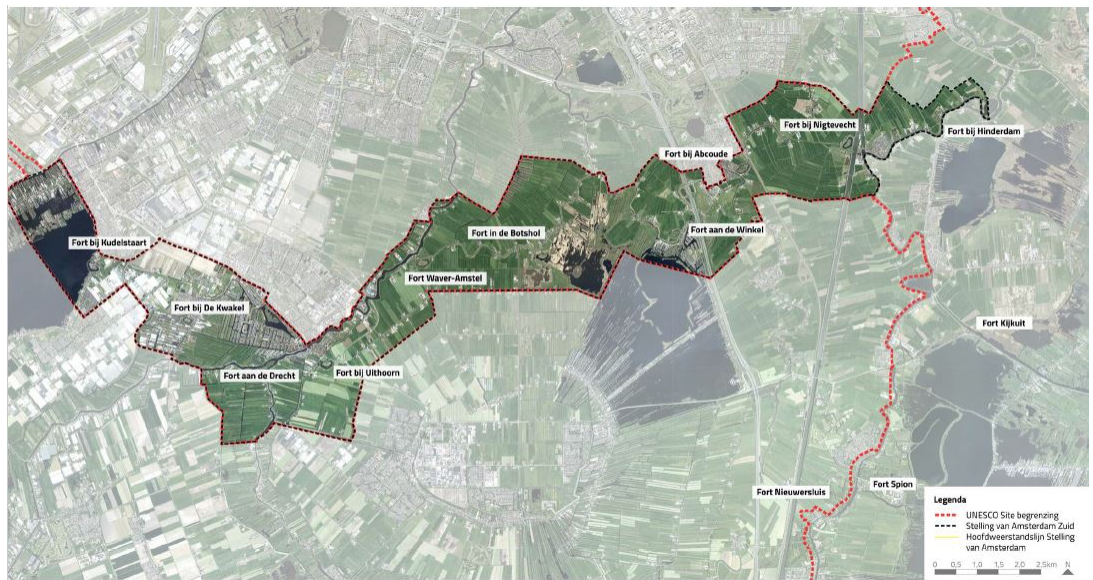 Fort bij Nigtevecht
Fort bij Hinderdam
Fort bij Abcoude
Fort in de Botshol
Fort aan de Winkel
Fort bij Kudelstaart
Fort Waver-Amstel
Fort bij De Kwakel
Fort Kijkuit
Fort aan de Drecht
Fort bij Uithoorn
Fort Nieuwersluis
Fort Spion
Legenda
UNESCO Site begrenzing
Stelling van Amsterdam Zuid
Hoofdweerstandslijn Stelling
van Amsterdam
0 0,5 1,0 1,5 2,0 2,5km N